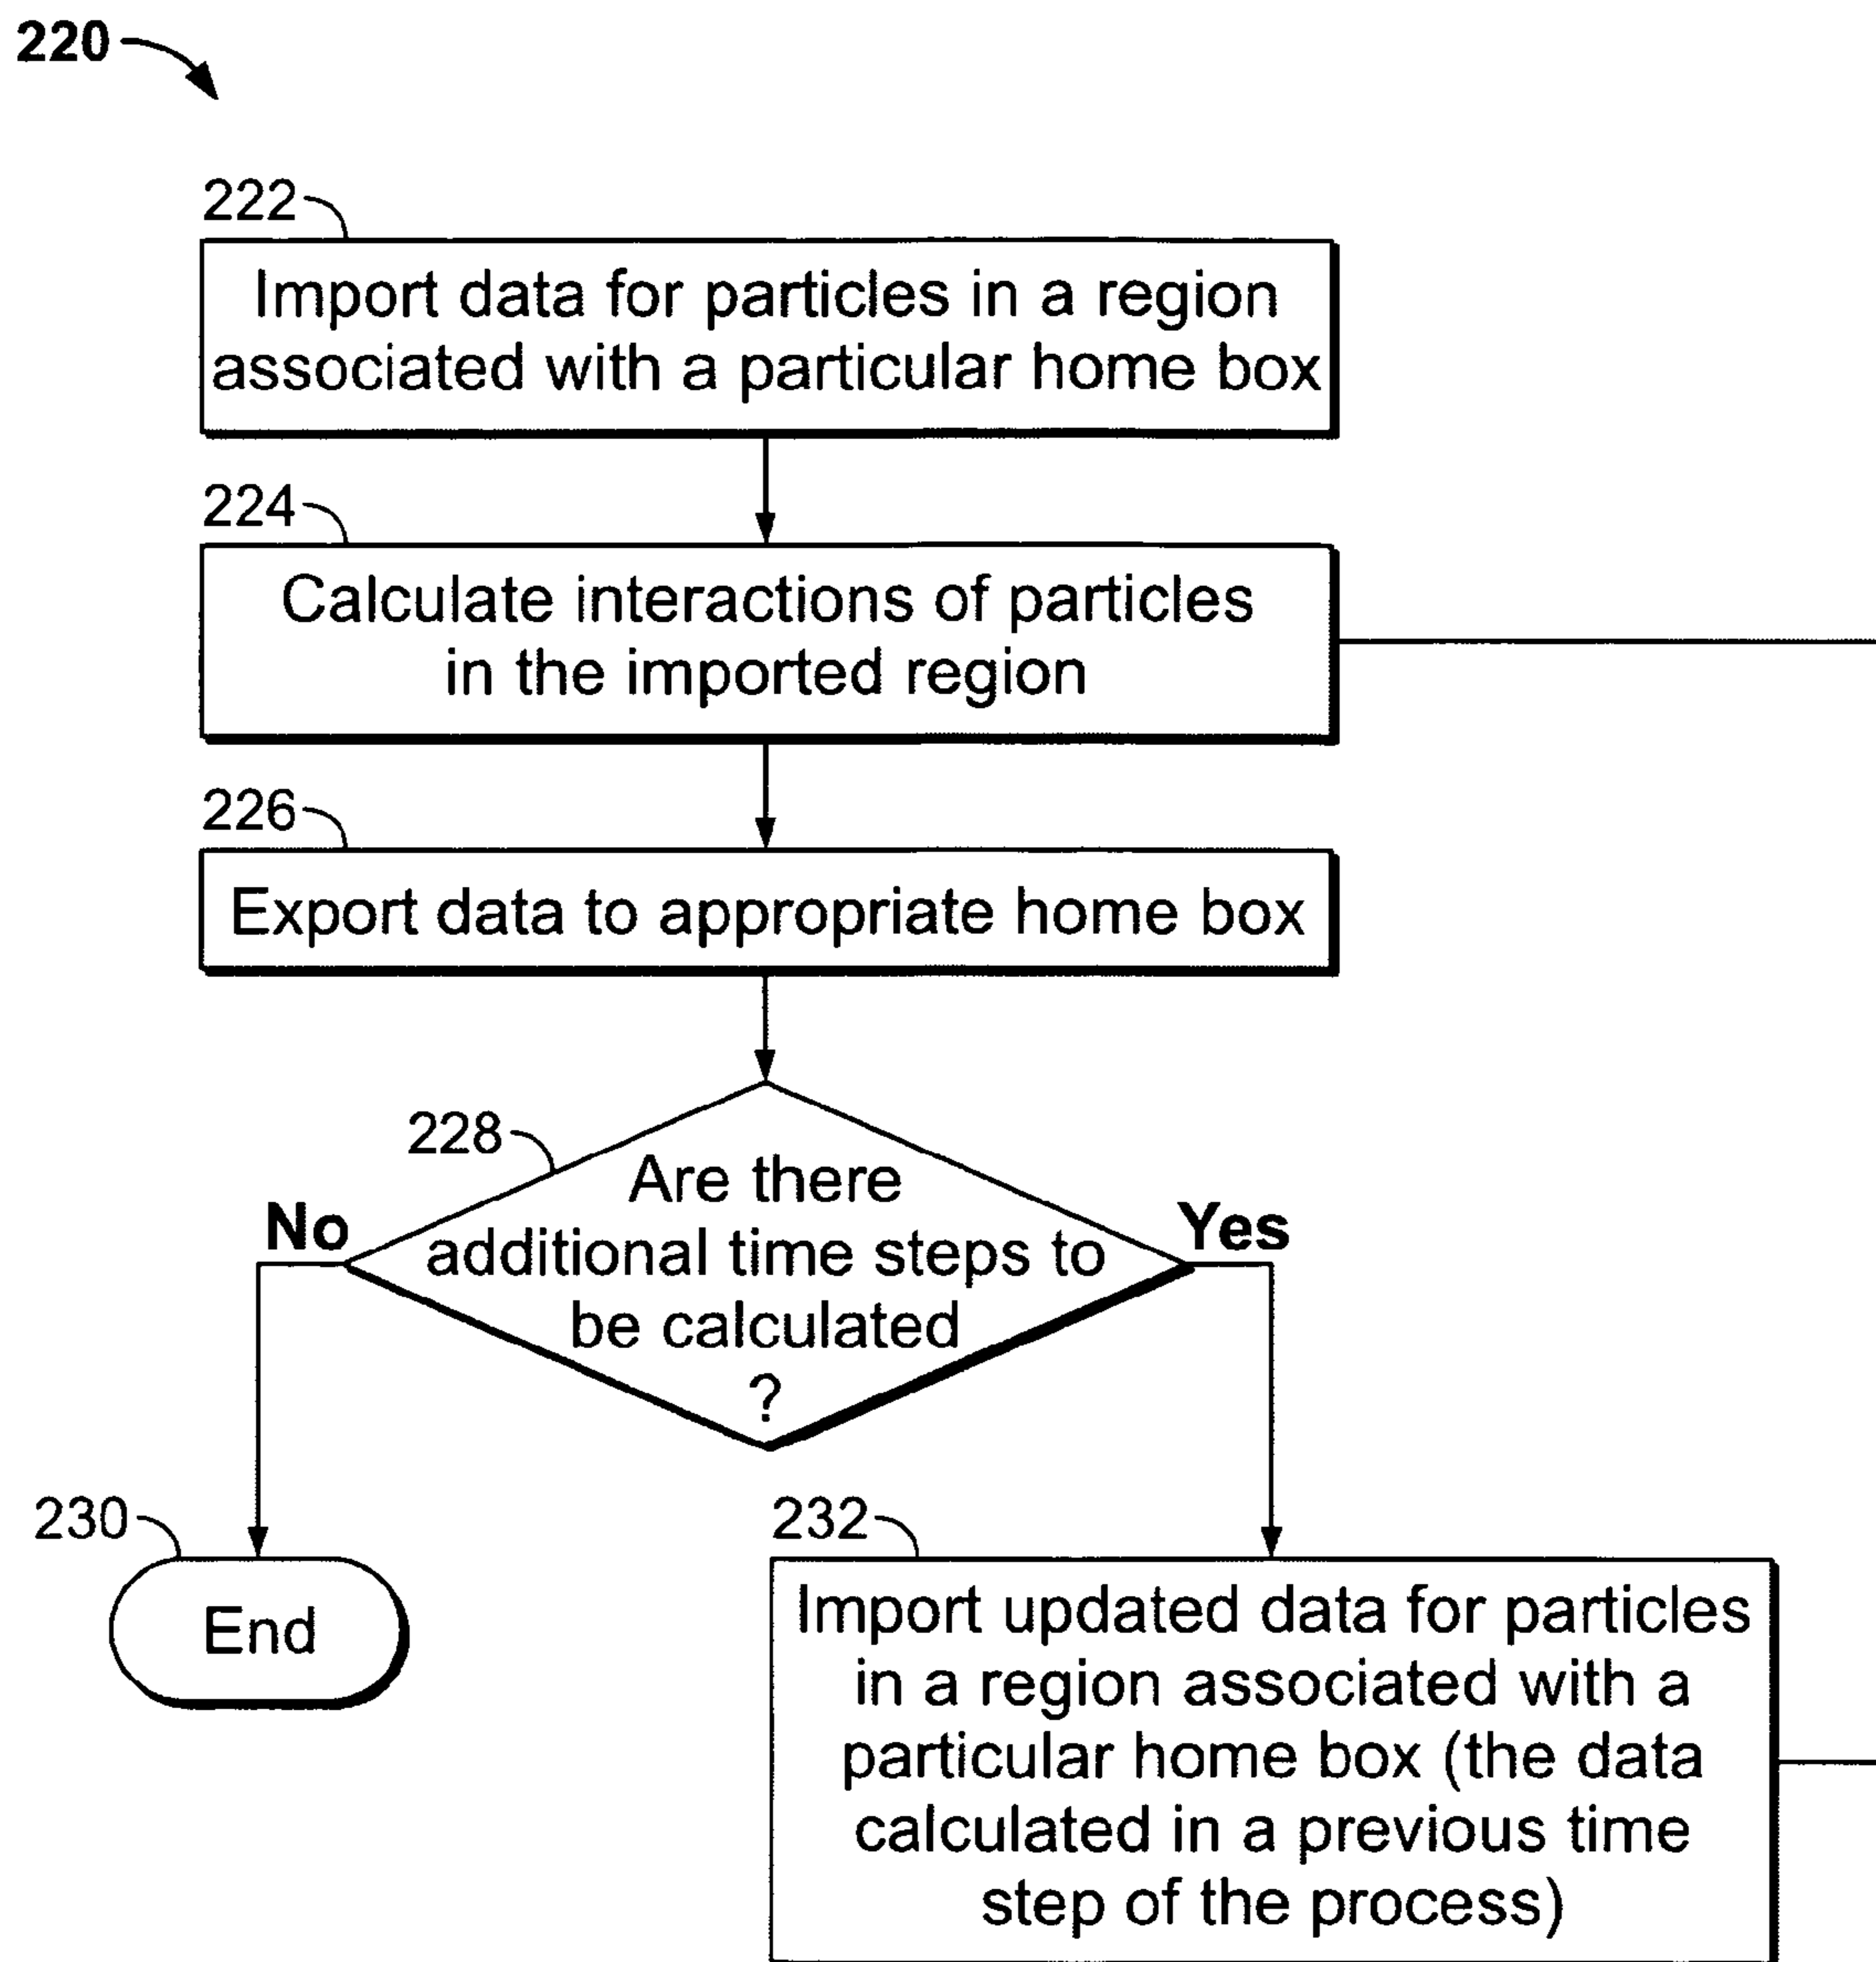 220
222
Import data for particles in a region
associated with a particular home box
224
Calculate interactions of particles
in the imported region
226
Export data to appropriate home box
228
Are there
additional time steps to
be calculated
?
No
Yes
230
End
232
Import updated data for particles
in a region associated with a
particular home box (the data
calculated in a previous time
step of the process)